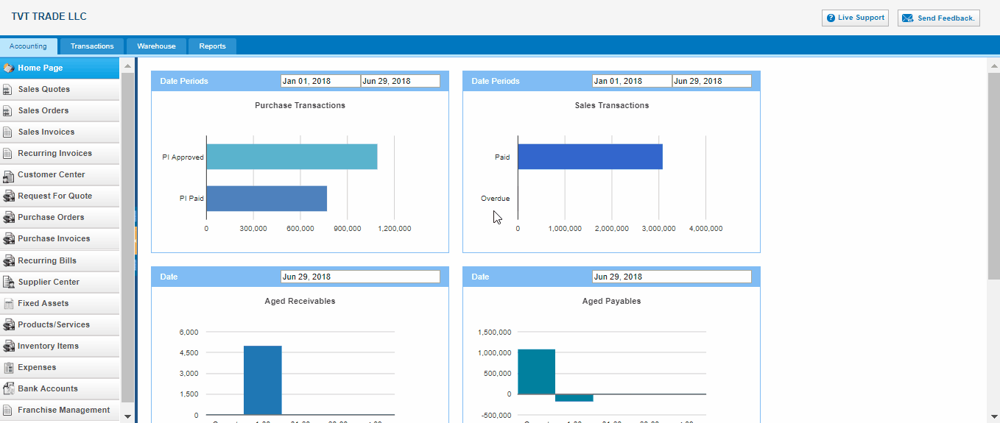 TVT TRADE LLC
Live Support
Send Feedback.
Accounting
Transactions
Warehouse
Reports
Home Page
Sales Quotes
Sales Orders
Sales Invoices
Recurring Invoices
Customer Center
Request For Quote
Purchase Orders
Purchase Invoices
Recurring Bills
Supplier Center
Fixed Assets
Products/Services
Inventory Items
Expenses
Bank Accounts
Franchise Management
Date Periods
Jan 01, 2018
Jun 29, 2018
Purchase Transactions
PI Approved
PI Paid
0
300,000
600,000
900,000
1,200,000
Date Periods
Jan 01, 2018
Jun 29, 2018
Sales Transactions
Paid
Overdue
0
1,000,000
2,000,000
3,000,000
4,000,000
Date
Jun 29, 2018
Aged Receivables
6,000
4,500
3,000
1,500
0
Date
Jun 29, 2018
Aged Payables
1,500,000
1,000,000
500,000
0
-500,000